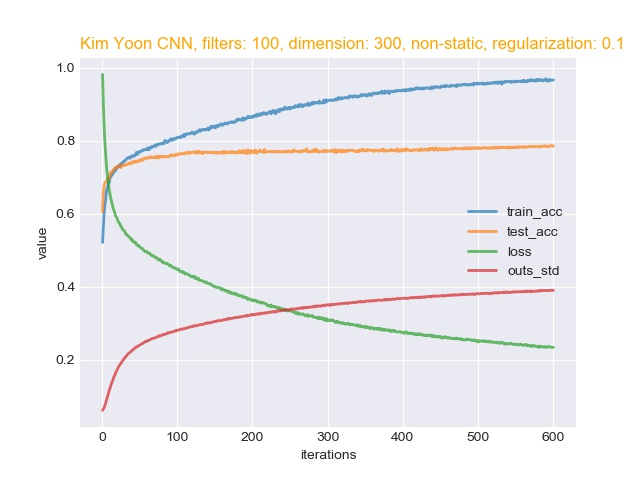 Kim Yoon CNN, filters: 100, dimension: 300, non-static, regularization: 0.1
1.0
0.8
0.6
0.4
0.2
value
train_acc
test_acc
loss
outs_std
0 100 200 300 400 500 600
iterations